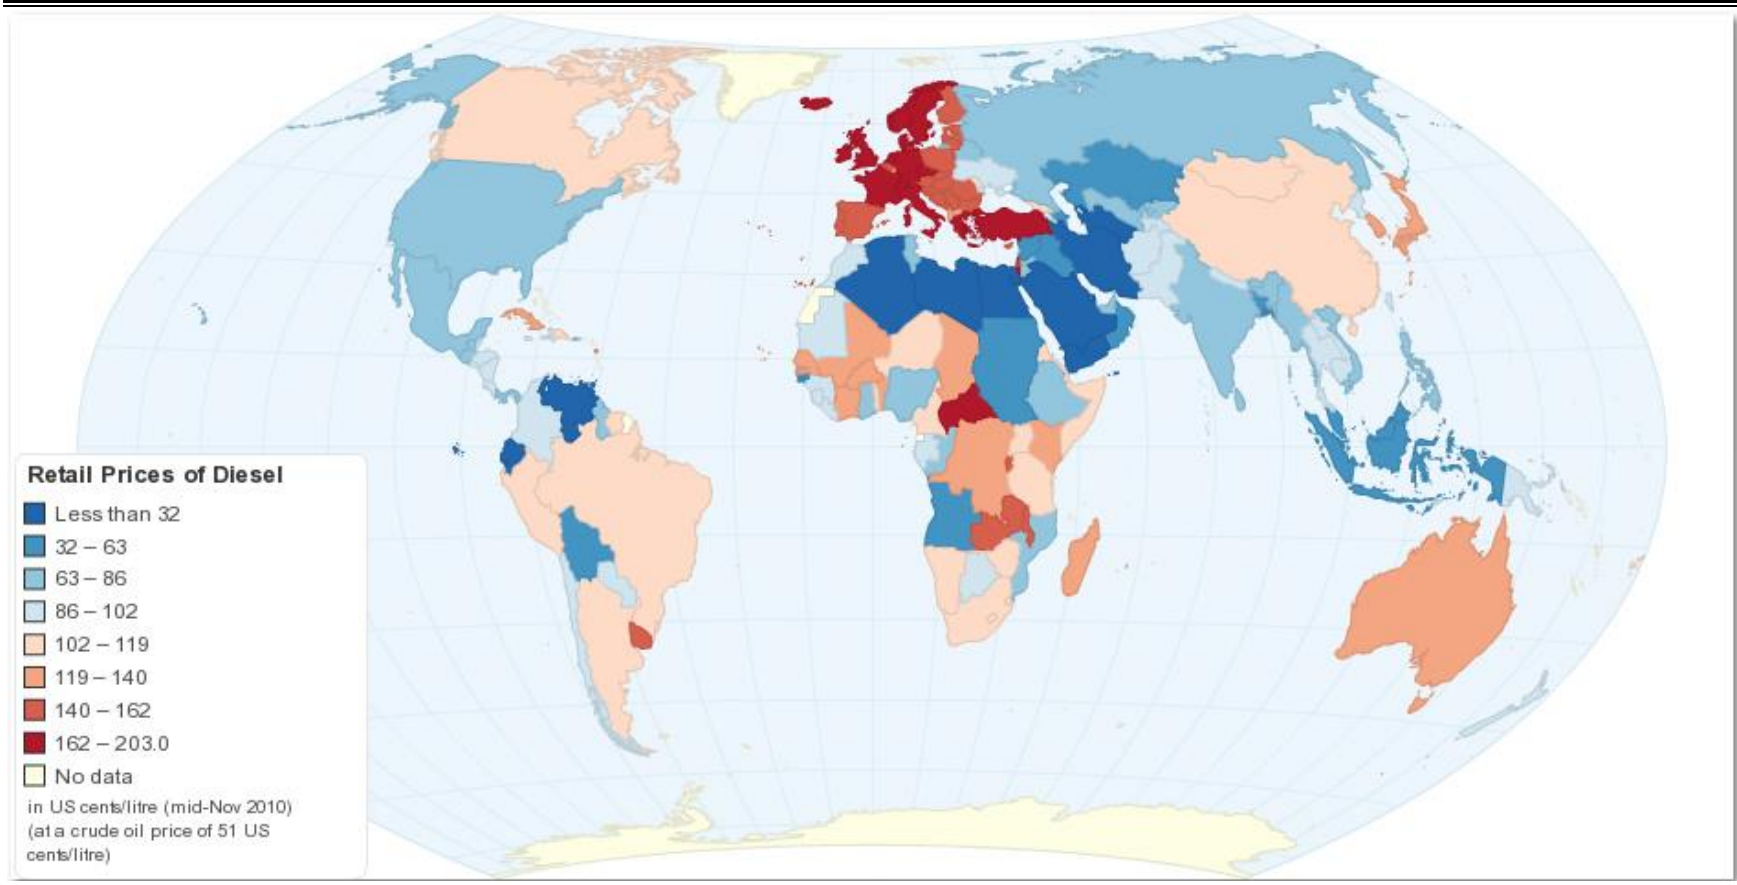 Retail Prices of Diesel
Less than 32
32 – 63
63 – 86
86 – 102
102 – 119
119 – 140
140 – 162
162 – 203.0
No data
in US cents/litre (mid-Nov 2010)
(at a crude oil price of 51 US
cents/litre)